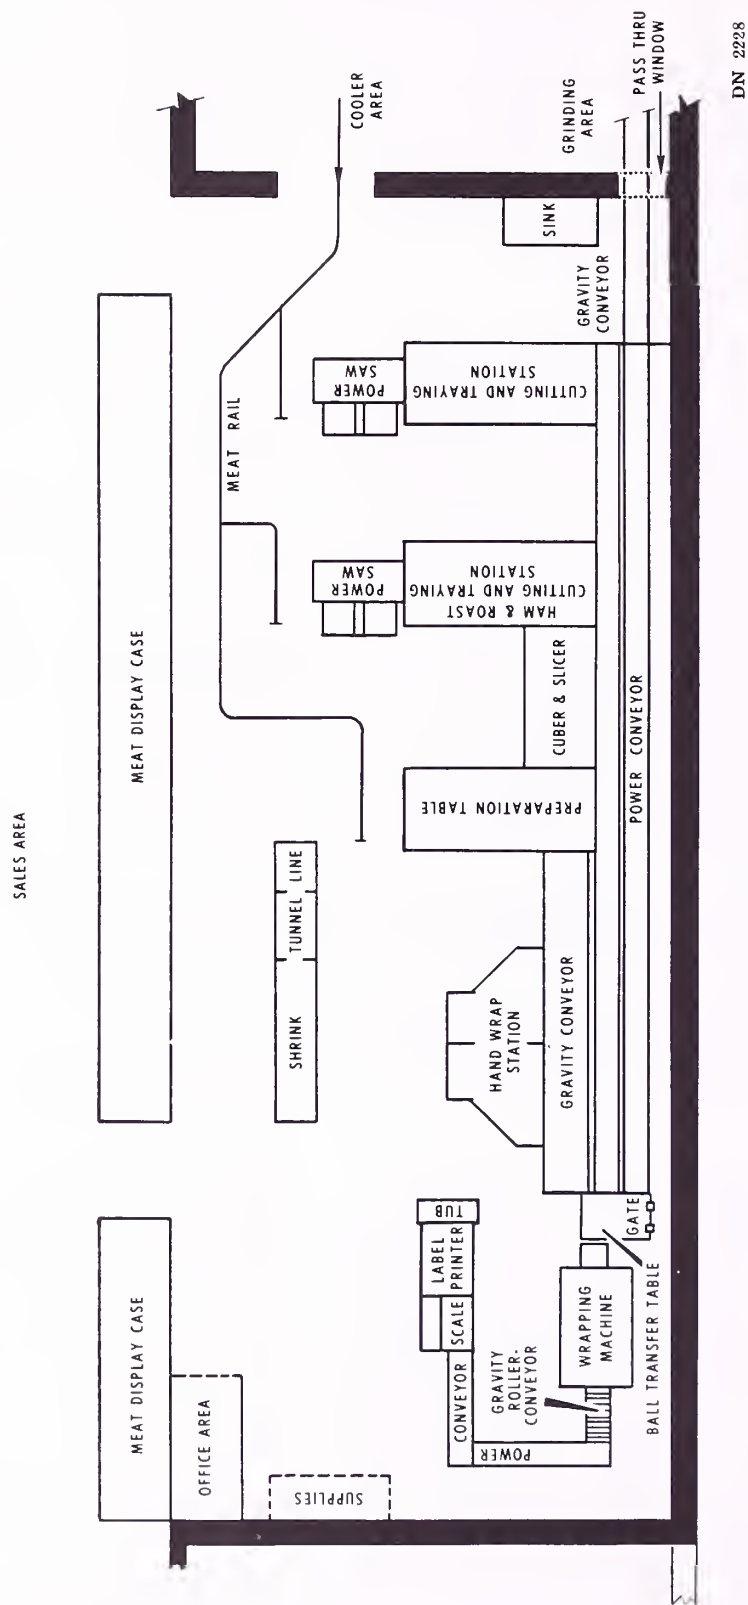 SALES AREA
MEAT DISPLAY CASE
MEAT DISPLAY CASE
OFFICE AREA
SUPPLIES
SHRINK TUNNEL LINE
MEAT RAIL
COOLER
AREA
POWER
SAW
POWER
SAW
CUTTING AND TRAYING
STATION
HAM & ROAST
CUTTING AND TRAYING
STATION
CUBER & SLICER
PREPARATION TABLE
SINK
GRINDING
AREA
GRAVITY
CONVEYOR
PASS THRU
WINDOW
HAND WRAP
STATION
GRAVITY CONVEYOR
POWER CONVEYOR
TUB
LABEL
PRINTER
SCALE
CONVEYOR
POWER
GRAVITY
ROLLER-
CONVEYOR
WRAPPING
MACHINE
GATE
BALL TRANSFER TABLE
DN 2228